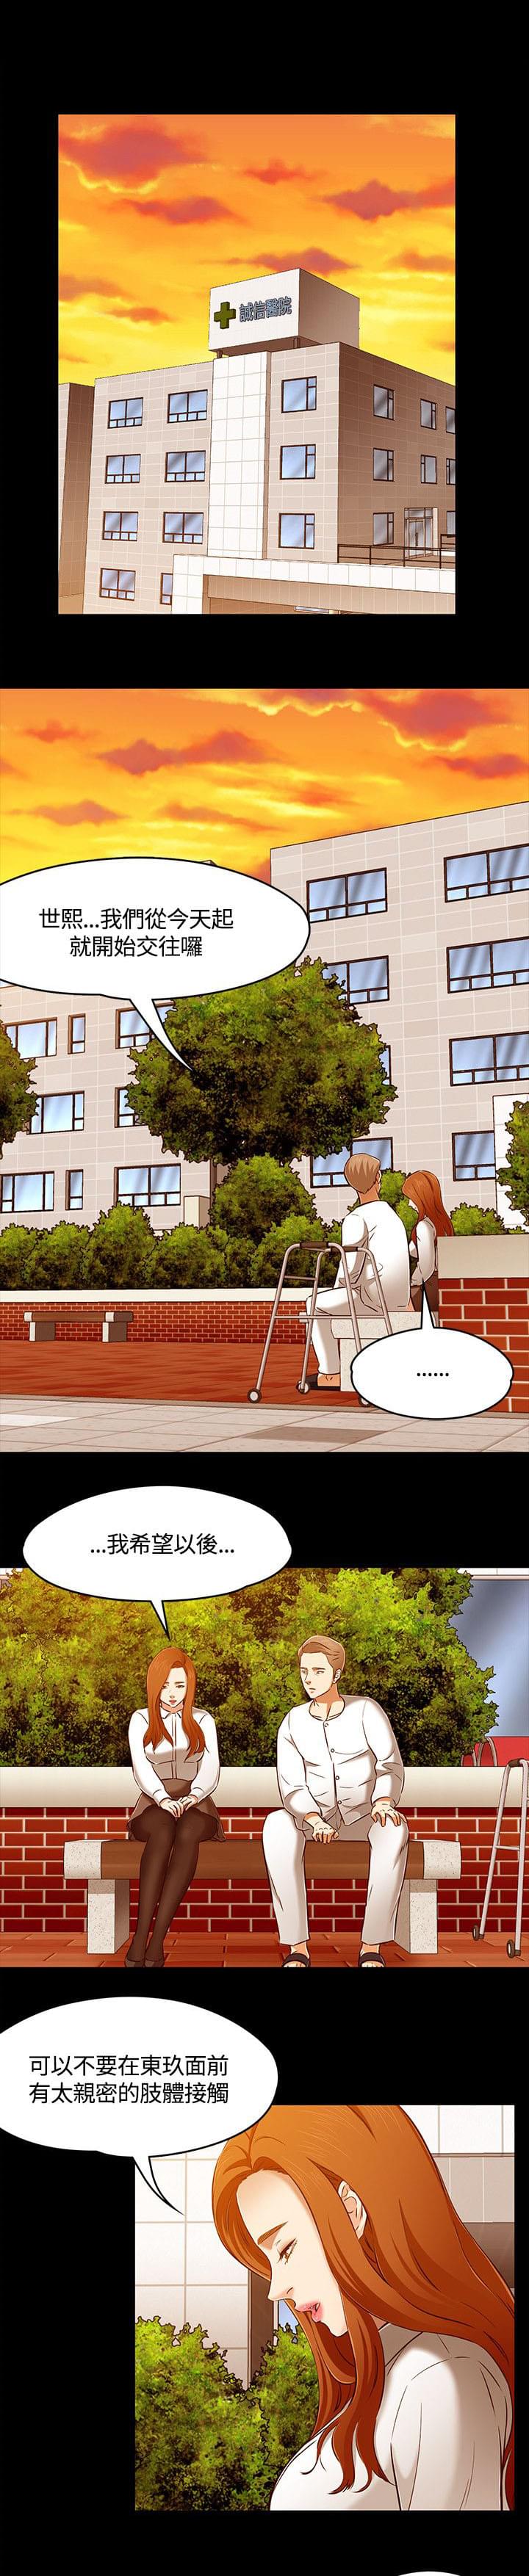 誠信醫院
世熙...我們從今天起
就開始交往囉
......
...我希望以後...
可以不要在東玖面前
有太親密的肢體接觸